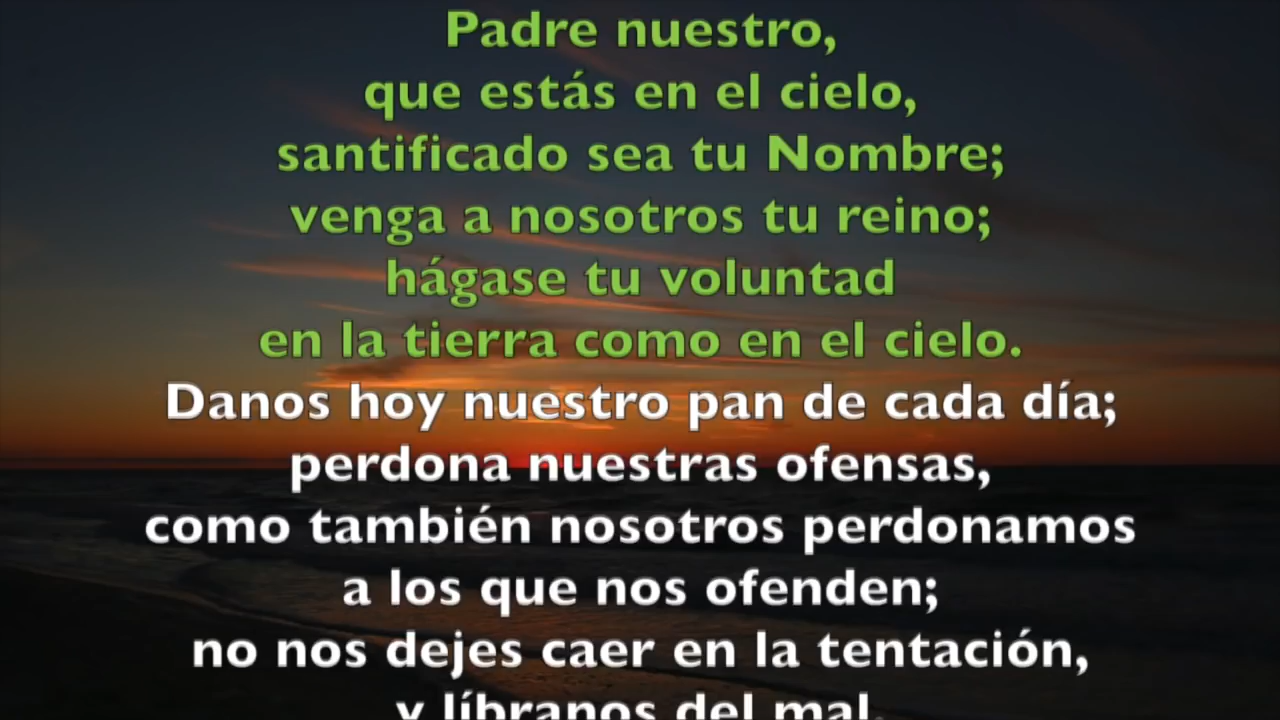 Padre nuestro,
que estás en el cielo,
santificado sea tu Nombre;
venga a nosotros tu reino;
hágase tu voluntad
en la tierra como en el cielo.
Danos hoy nuestro pan de cada día;
perdona nuestras ofensas,
como también nosotros perdonamos
a los que nos ofenden;
no nos dejes caer en la tentación,
y líbranos del mal.